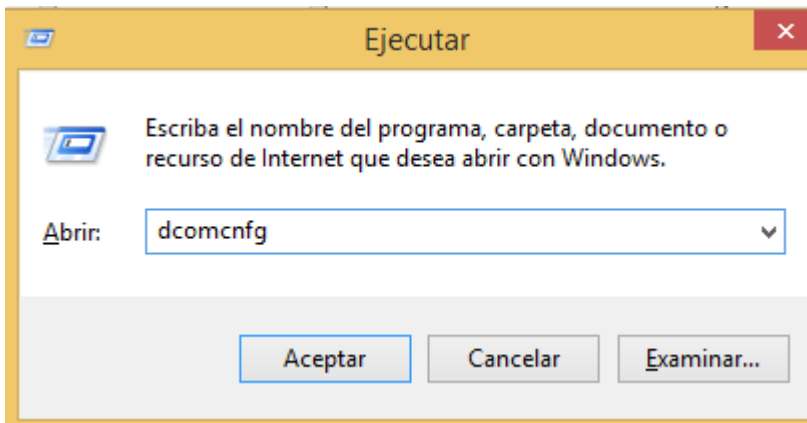 Ejecutar
Escriba el nombre del programa, carpeta, documento o
recurso de Internet que desea abrir con Windows.
Abrir: dcomcnfg
Aceptar Cancelar Examinar...